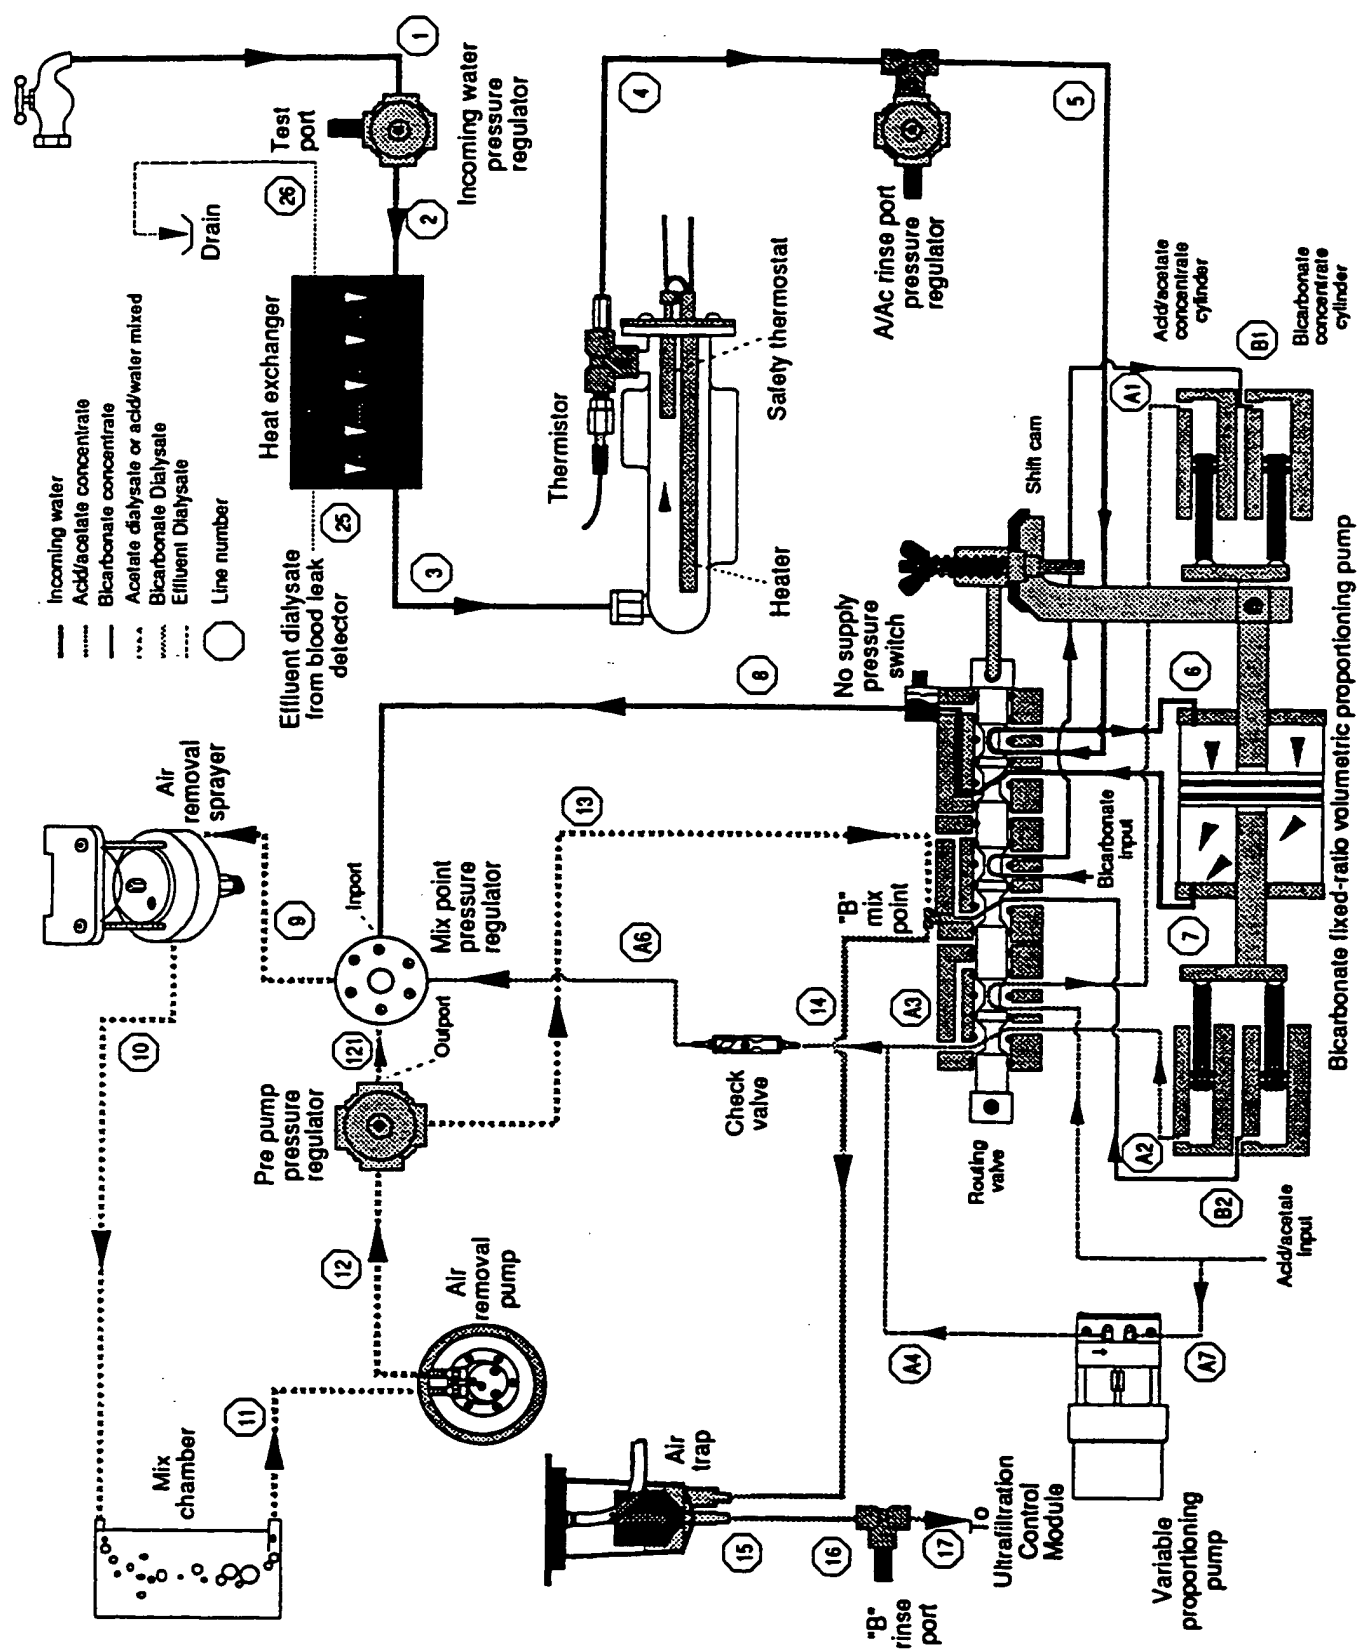 Incoming water
Acid/acetate concentrate
Bicarbonate concentrate
Acetate dialysate or acid/water mixed
Bicarbonate Dialysate
Effluent Dialysate
Line number
1
Test
port
Incoming water
pressure
regulator
26
Drain
2
Heat exchanger
25
Effluent dialysate
from blood leak
detector
3
Thermistor
Heater
Safety thermostat
4
A/Ac rinse port
pressure
regulator
5
Air
removal
sprayer
9
10
Inport
Mix point
pressure
regulator
Outport
121
8
13
Pre pump
pressure
regulator
12
Air
removal
pump
11
Mix
chamber
A6
Check
valve
14
"B"
mix
point
No supply
pressure
switch
Shift cam
A3
Routing
valve
Bicarbonate
input
6
7
A1
Acid/acetate
concentrate
cylinder
B1
Bicarbonate
concentrate
cylinder
A2
B2
Bicarbonate fixed-ratio volumetric proportioning pump
Acid/acetate
input
A4
A7
Variable
proportioning
pump
Air
trap
15
16
17
"B"
rinse
port
To
Ultrafiltration
Control
Module